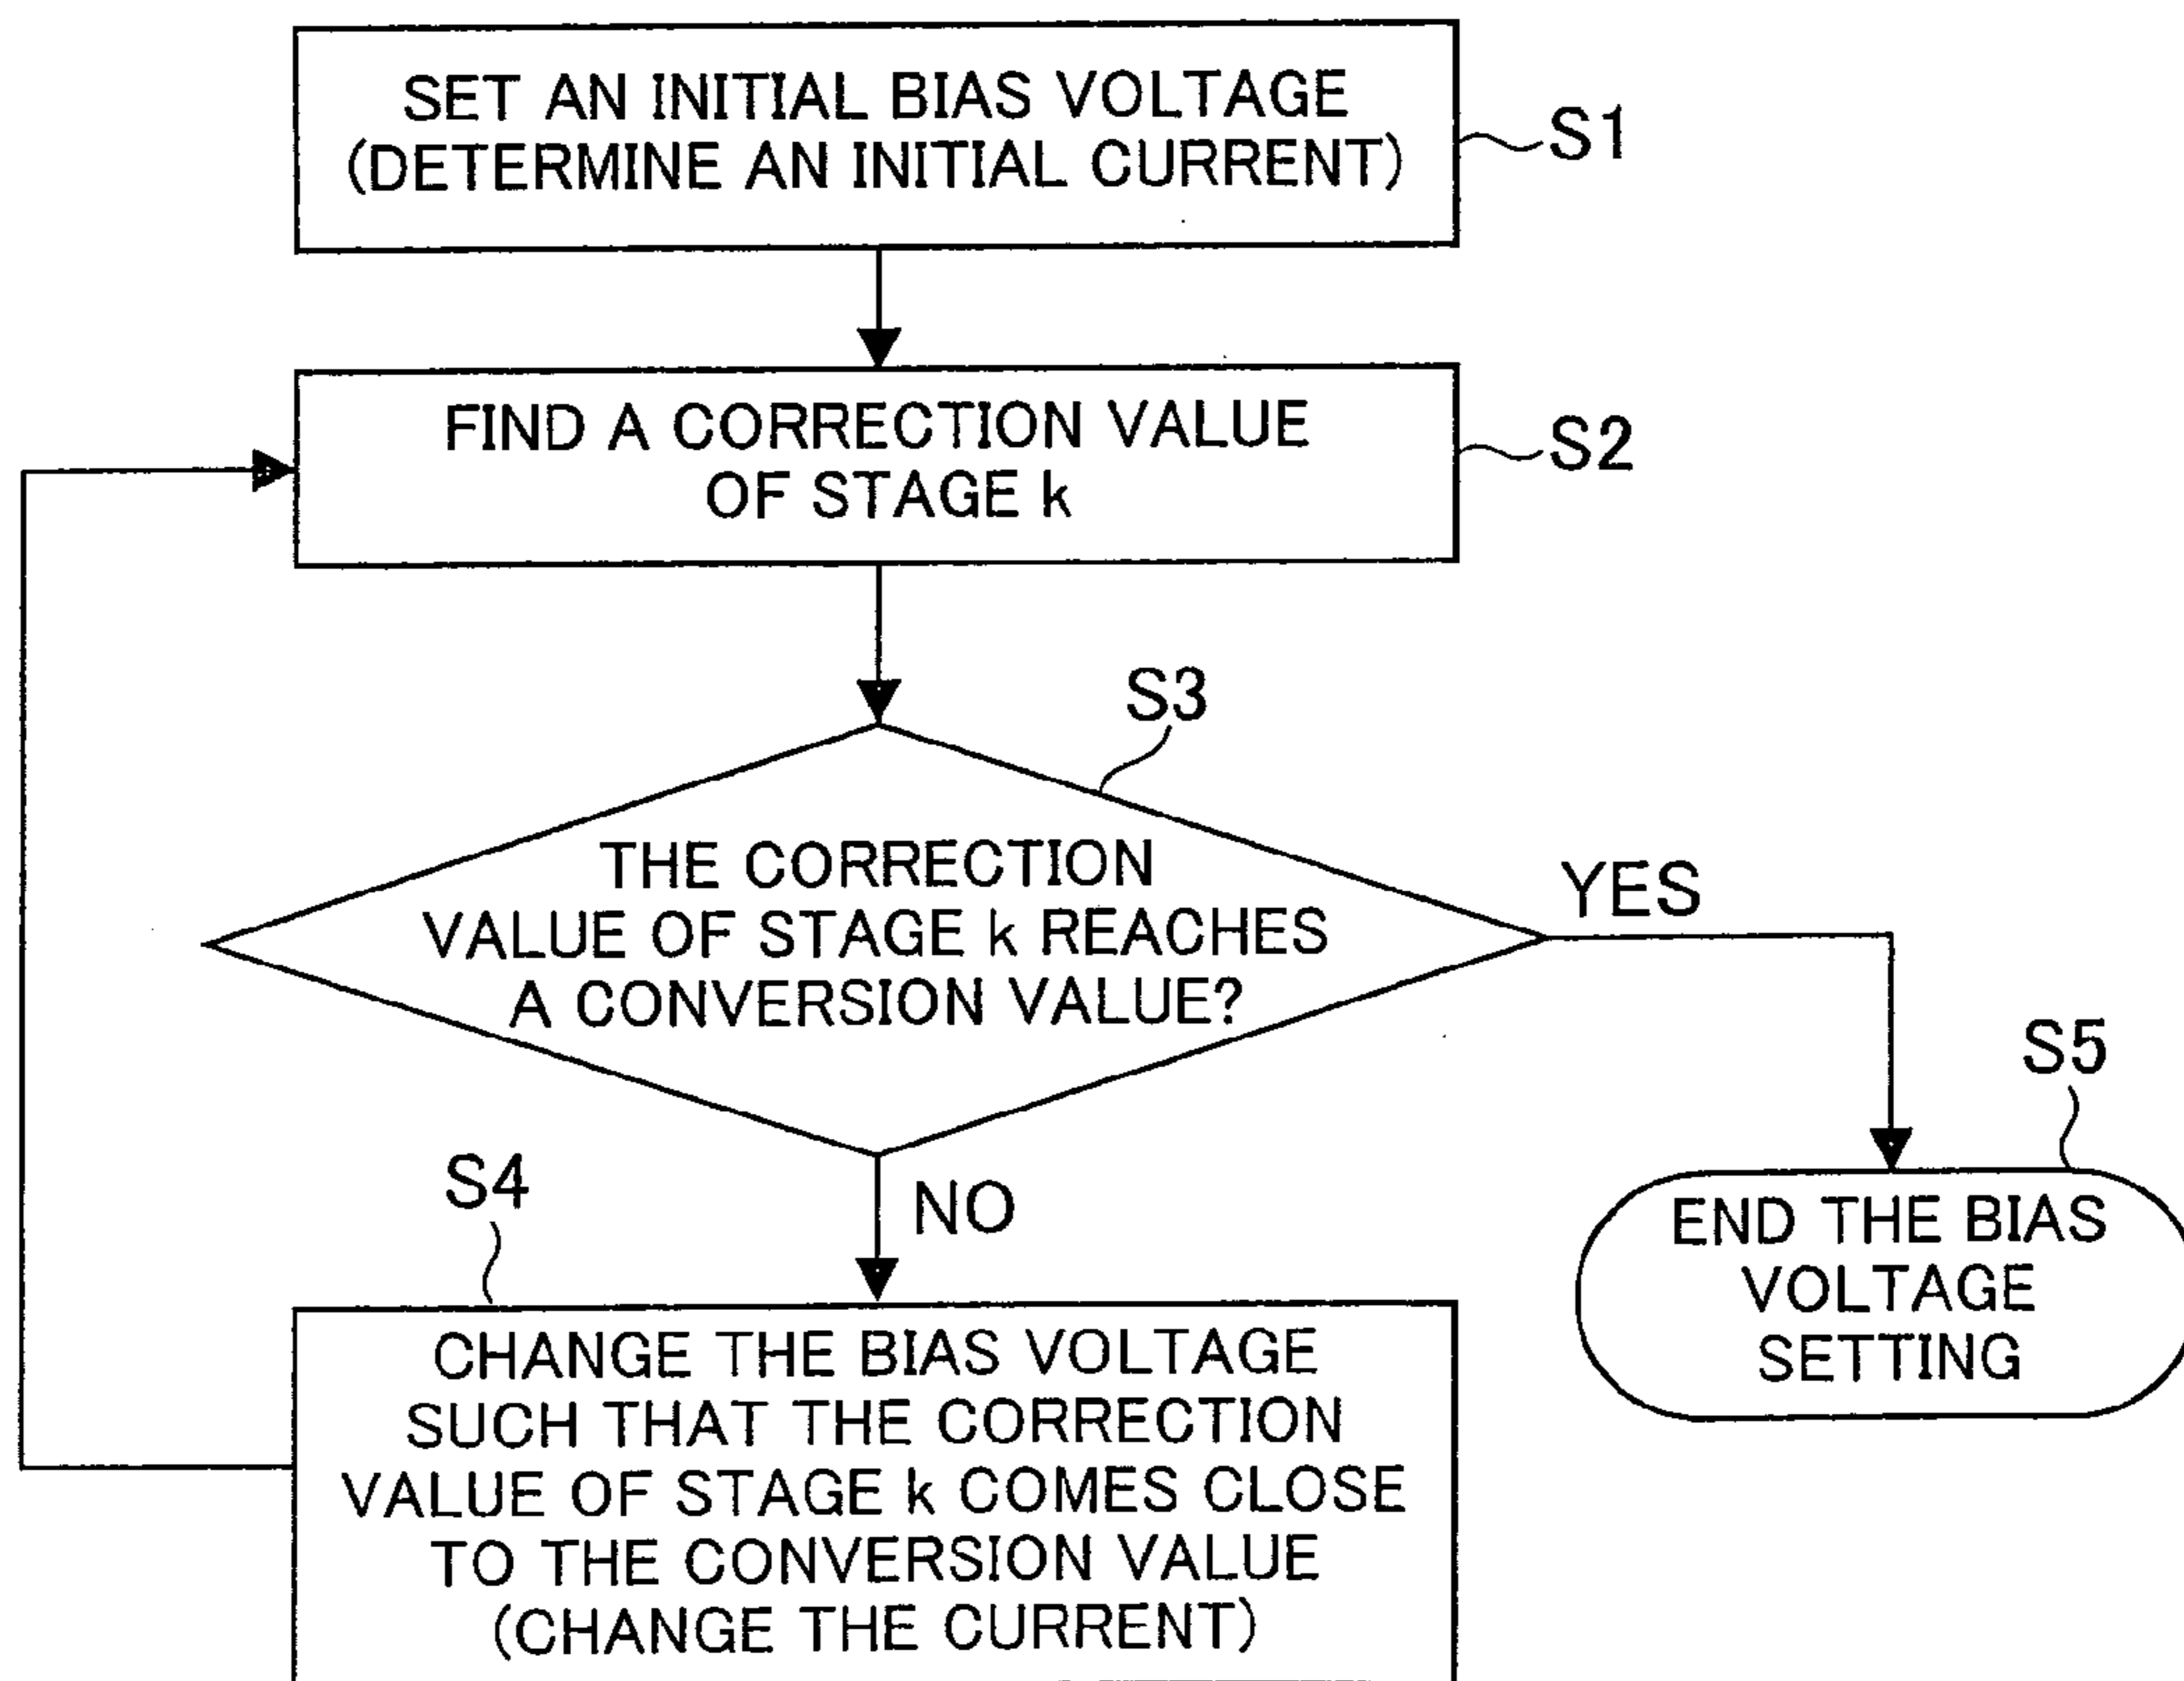 SET AN INITIAL BIAS VOLTAGE
(DETERMINE AN INITIAL CURRENT)
S1
FIND A CORRECTION VALUE
OF STAGE k
S2
S3
THE CORRECTION
VALUE OF STAGE k REACHES
A CONVERSION VALUE?
YES
NO
S4
CHANGE THE BIAS VOLTAGE
SUCH THAT THE CORRECTION
VALUE OF STAGE k COMES CLOSE
TO THE CONVERSION VALUE
(CHANGE THE CURRENT)
S5
END THE BIAS
VOLTAGE
SETTING